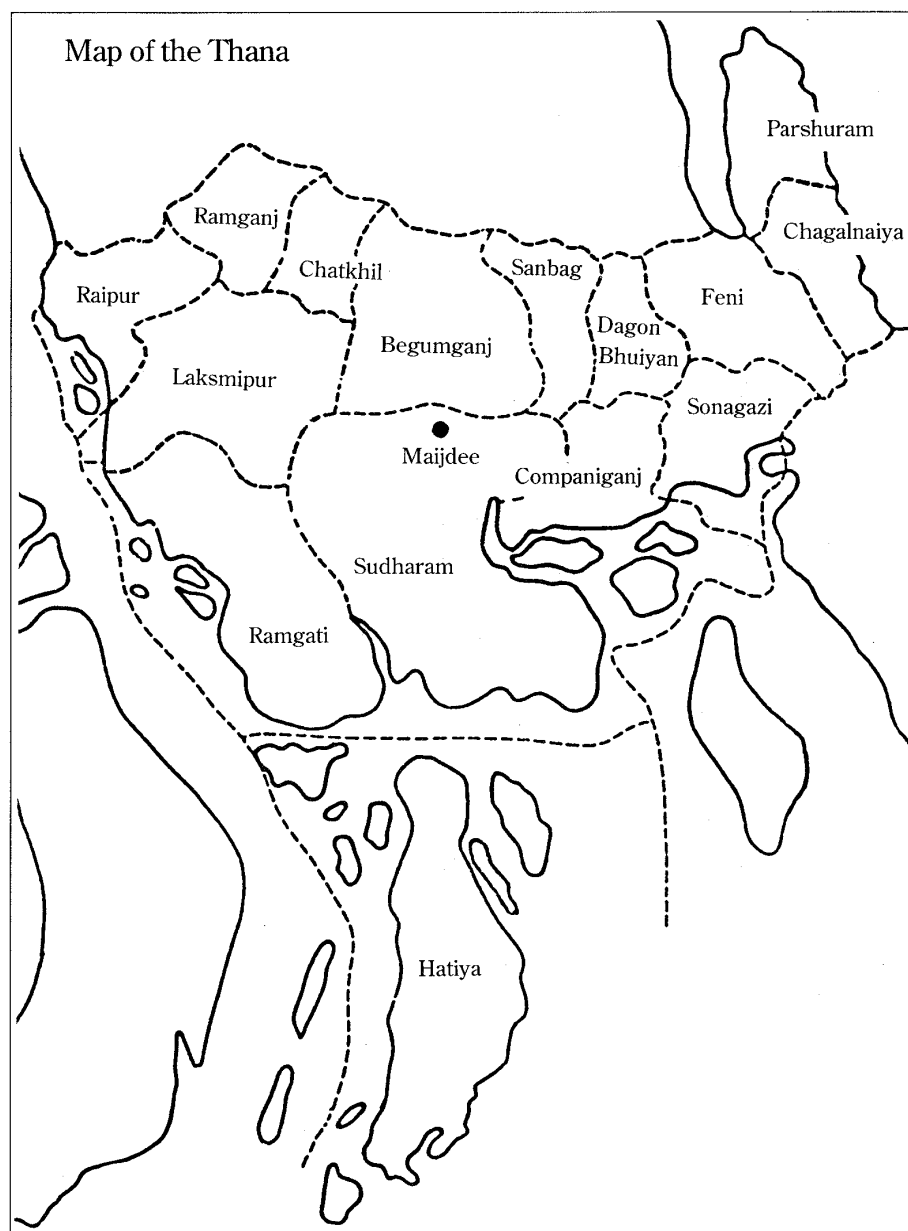 Map of the Thana
Parshuram
Ramganj
Chagalnaiya
Chatkhil
Sanbag
Raipur
Feni
Dagon
Bhuiyan
Begumganj
Laksmipur
Sonagazi
Maijdee
Companiganj
Sudharam
Ramgati
Hatiya